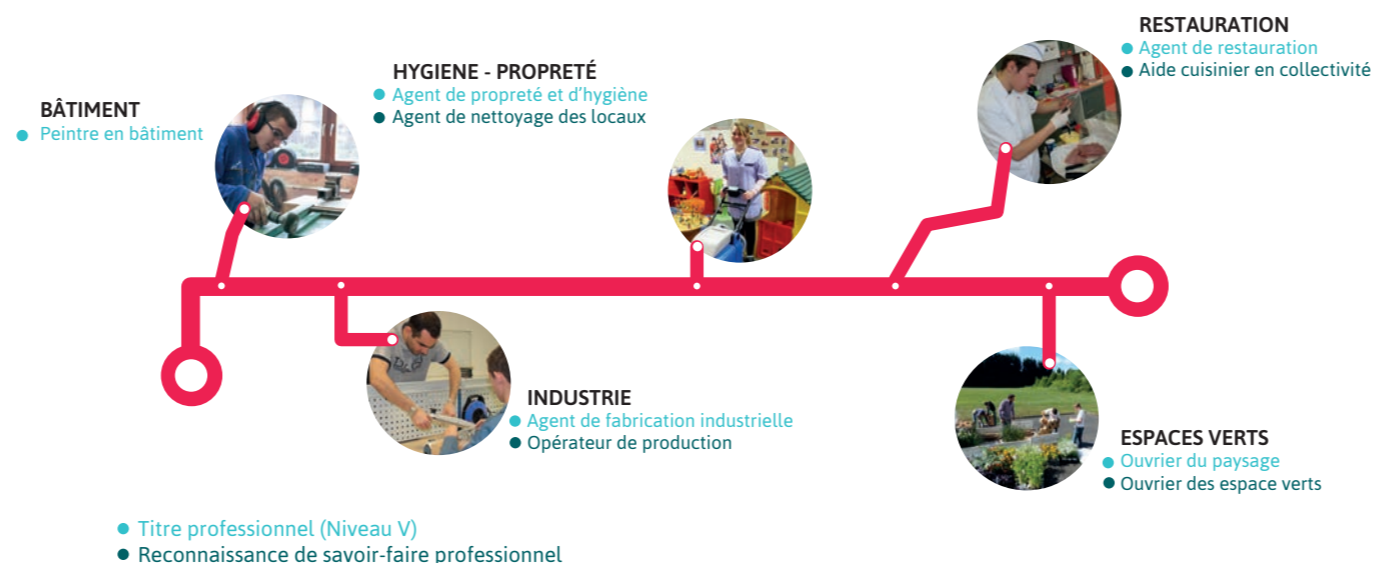 BÂTIMENT
Peintre en bâtiment
HYGIENE - PROPRETÉ
Agent de propreté et d'hygiène
Agent de nettoyage des locaux
RESTAURATION
Agent de restauration
Aide cuisinier en collectivité
INDUSTRIE
Agent de fabrication industrielle
Opérateur de production
ESPACES VERTS
Ouvrier du paysage
Ouvrier des espace verts
Titre professionnel (Niveau V)
Reconnaissance de savoir-faire professionnel